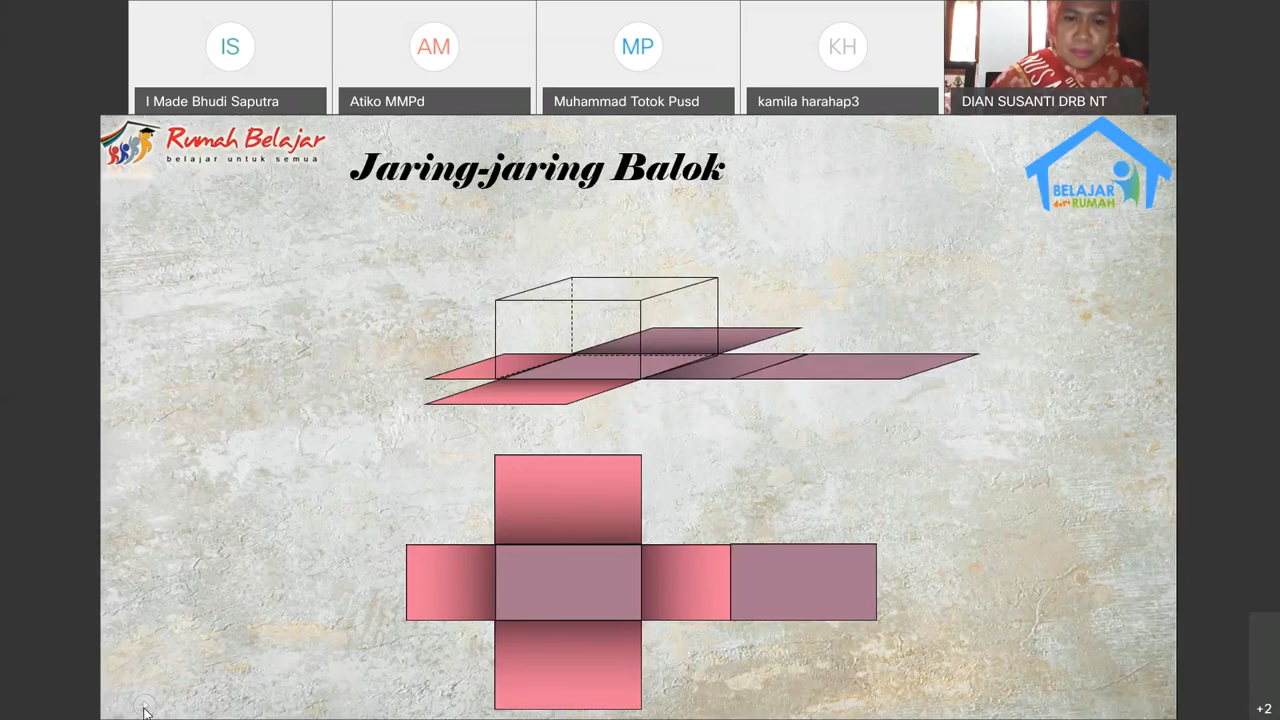 IS
AM
MP
KH
I Made Bhudi Saputra
Atiko MMPd
Muhammad Totok Pusd
kamila harahap3
DIAN SUSANTI DRB NT
Rumah Belajar
belajar untuk semua
Jaring-jaring Balok
BELAJAR
dari RUMAH
+2